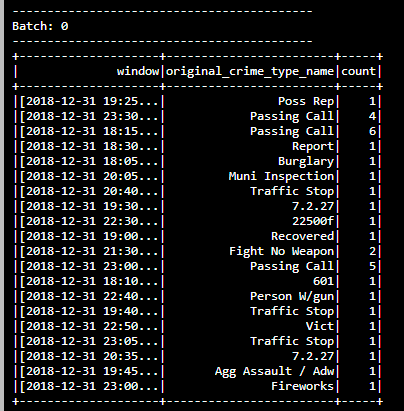 -------------------------------------------
Batch: 0
-------------------------------------------
+--------------------+------------------------+-----+
|              window|original_crime_type_name|count|
+--------------------+------------------------+-----+
|[2018-12-31 19:25...|                Poss Rep|    1|
|[2018-12-31 23:30...|            Passing Call|    4|
|[2018-12-31 18:15...|            Passing Call|    6|
|[2018-12-31 18:30...|                  Report|    1|
|[2018-12-31 18:05...|                Burglary|    1|
|[2018-12-31 20:05...|         Muni Inspection|    1|
|[2018-12-31 20:40...|            Traffic Stop|    1|
|[2018-12-31 19:30...|                  7.2.27|    1|
|[2018-12-31 22:30...|                  22500f|    1|
|[2018-12-31 19:00...|               Recovered|    1|
|[2018-12-31 21:30...|         Fight No Weapon|    2|
|[2018-12-31 23:00...|            Passing Call|    5|
|[2018-12-31 18:10...|                     601|    1|
|[2018-12-31 22:40...|            Person W/gun|    1|
|[2018-12-31 19:40...|            Traffic Stop|    1|
|[2018-12-31 22:50...|                    Vict|    1|
|[2018-12-31 23:05...|            Traffic Stop|    1|
|[2018-12-31 20:35...|                  7.2.27|    1|
|[2018-12-31 19:45...|       Agg Assault / Adw|    1|
|[2018-12-31 23:00...|               Fireworks|    1|